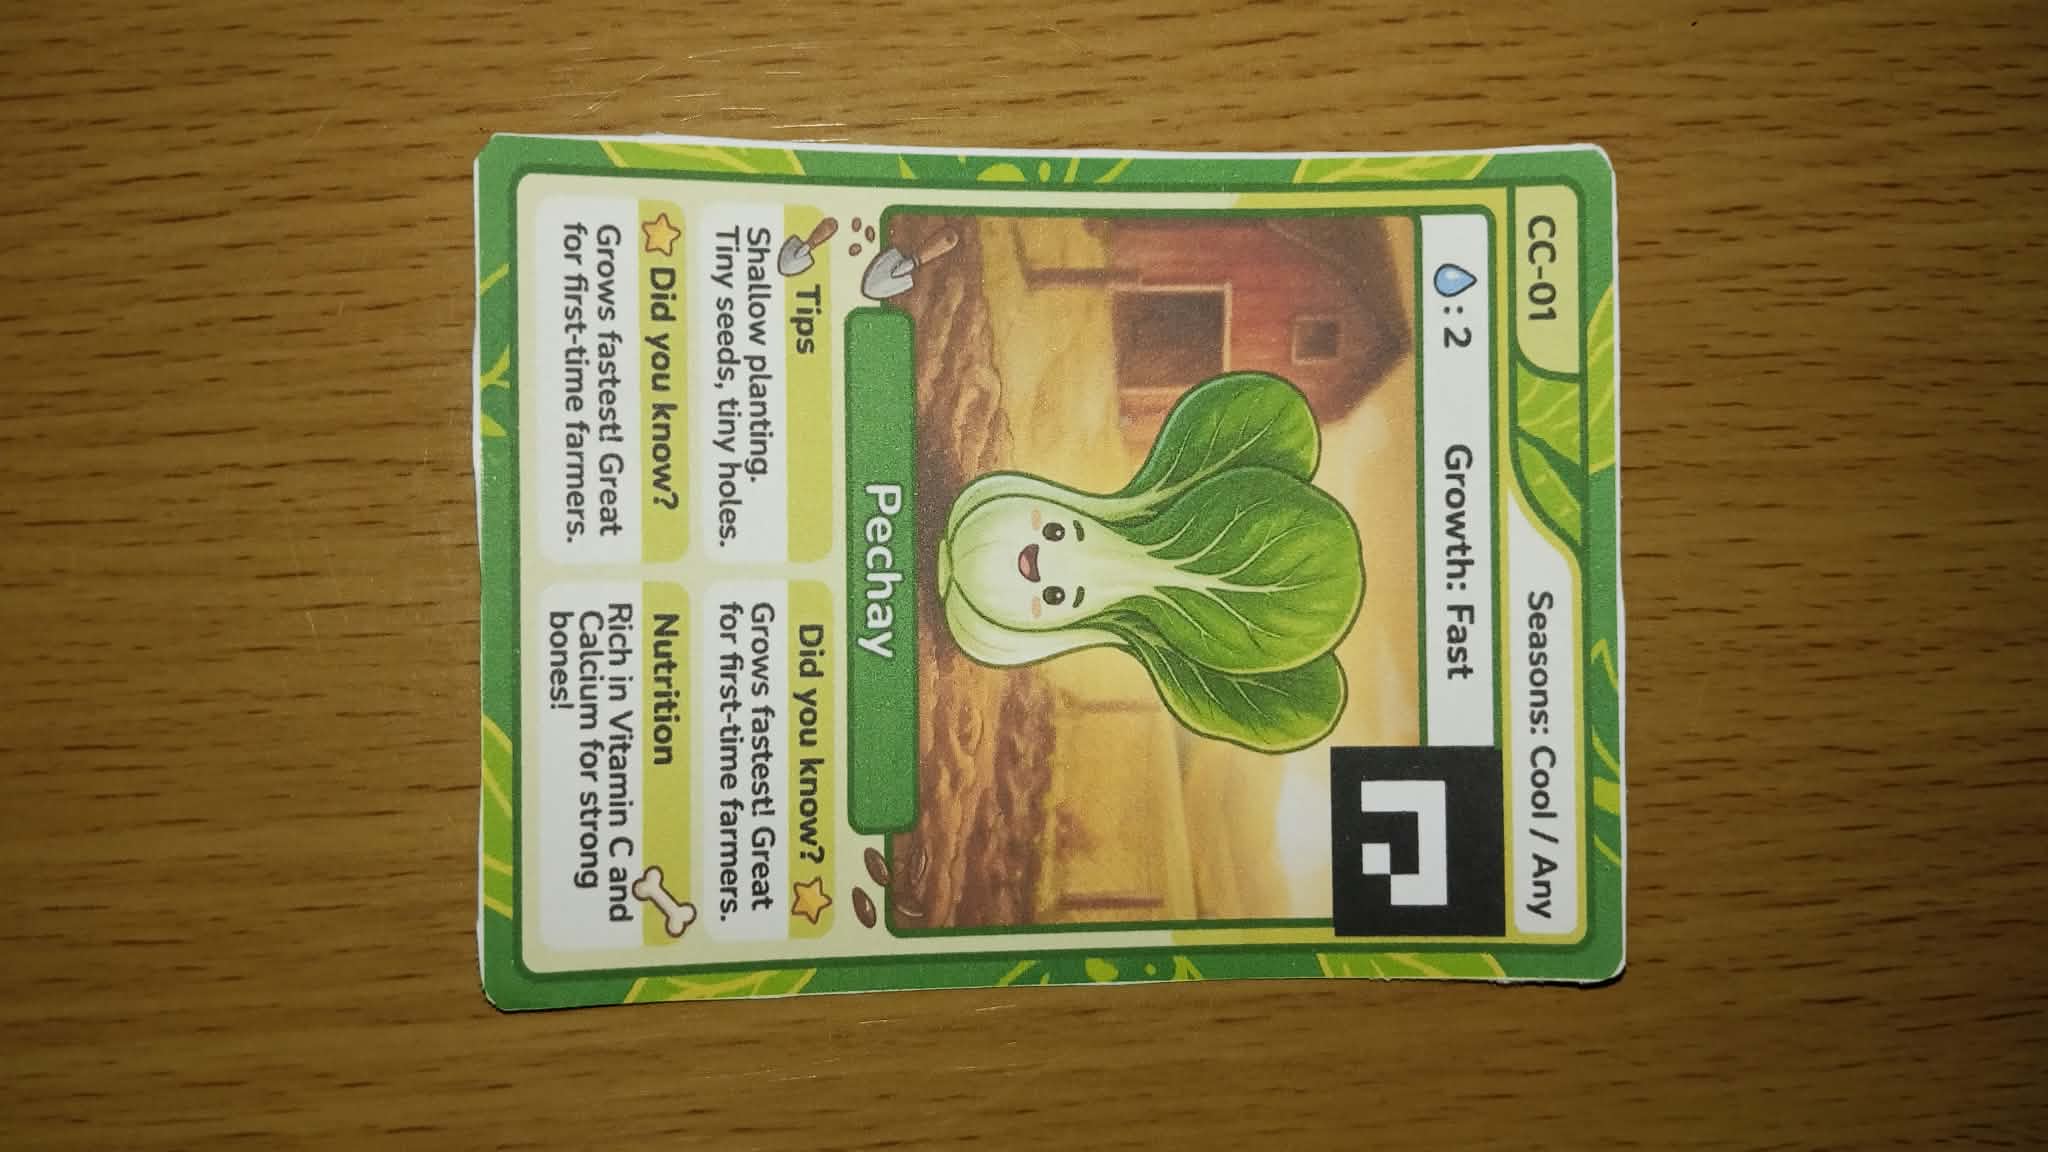 CC-01
Seasons: Cool / Any
: 2 Growth: Fast
Pechay
Tips
Shallow planting.
Tiny seeds, tiny holes.
Did you know?
Grows fastest! Great
for first-time farmers.
Did you know?
Grows fastest! Great
for first-time farmers.
Nutrition
Rich in Vitamin C and
Calcium for strong
bones!